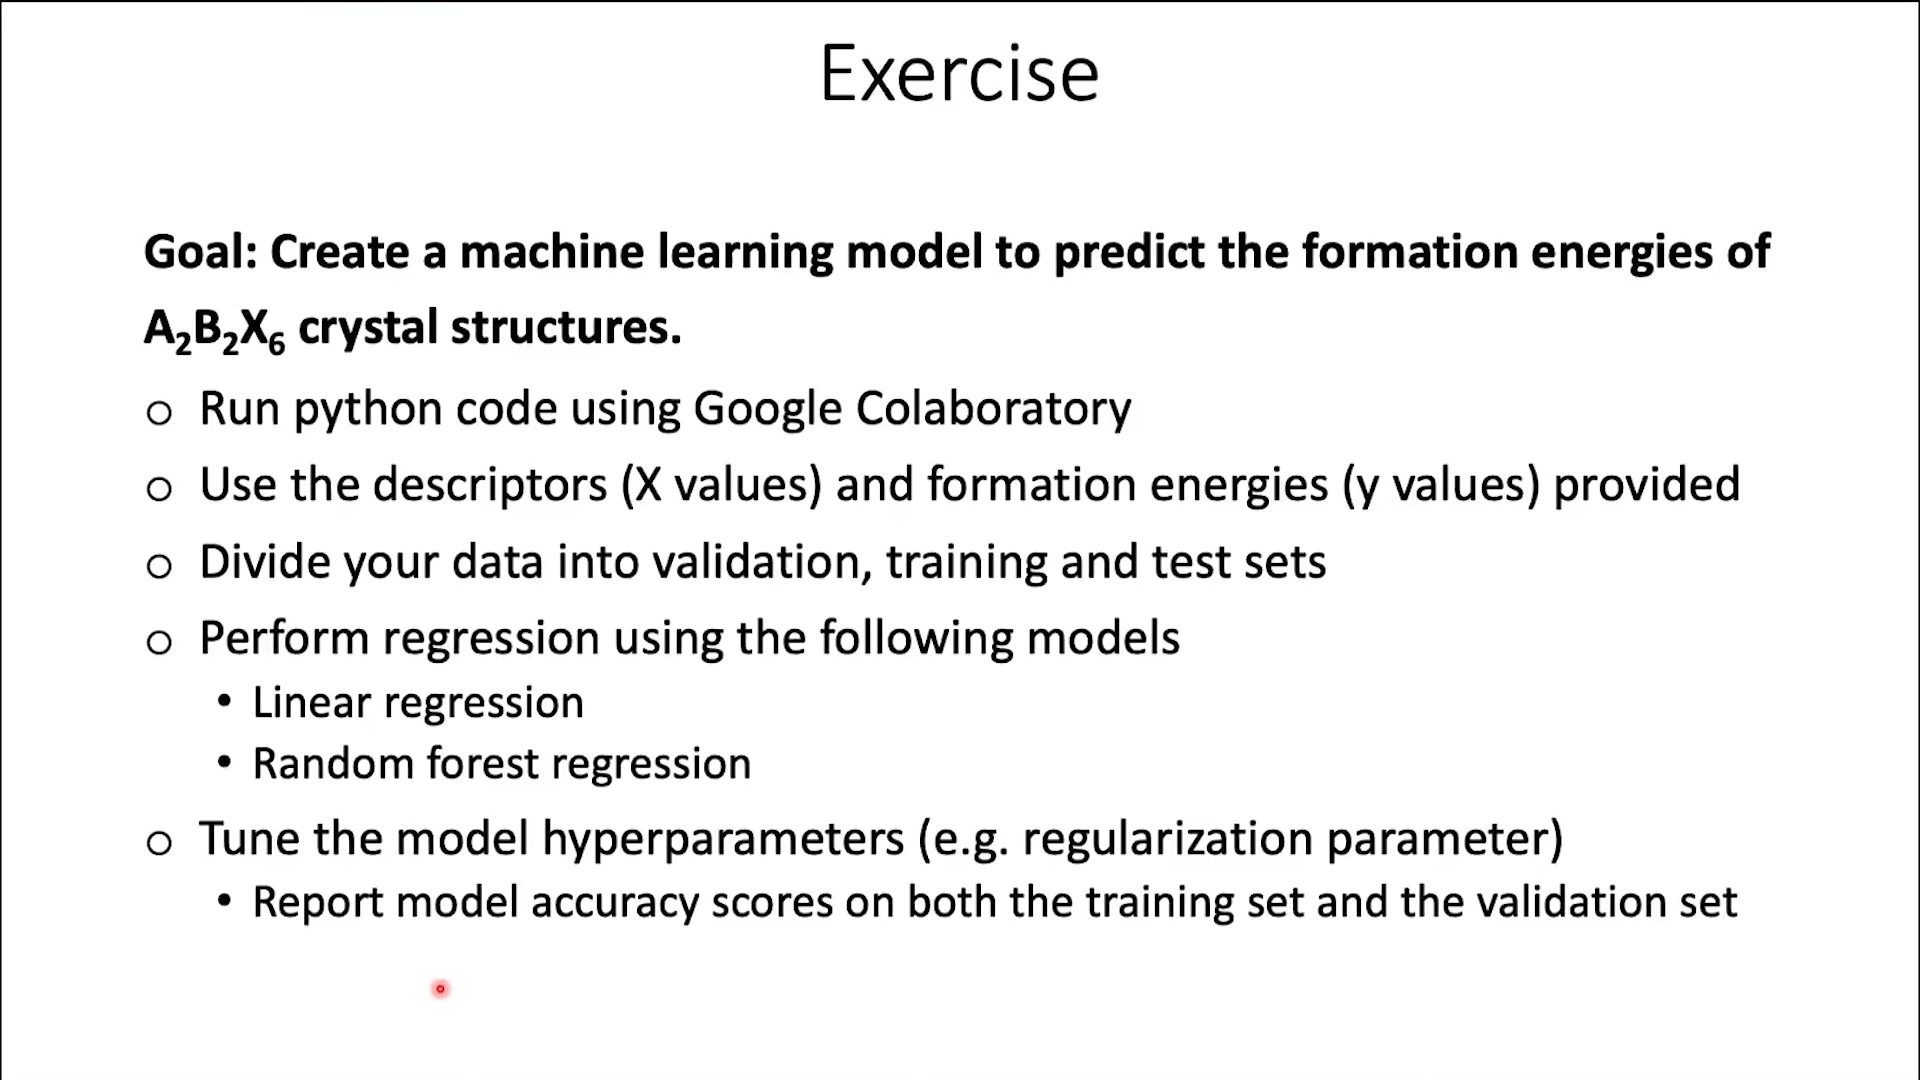 Exercise
Goal: Create a machine learning model to predict the formation energies of
A₂B₂X₆ crystal structures.
○ Run python code using Google Colaboratory
○ Use the descriptors (X values) and formation energies (y values) provided
○ Divide your data into validation, training and test sets
○ Perform regression using the following models
• Linear regression
• Random forest regression
○ Tune the model hyperparameters (e.g. regularization parameter)
• Report model accuracy scores on both the training set and the validation set